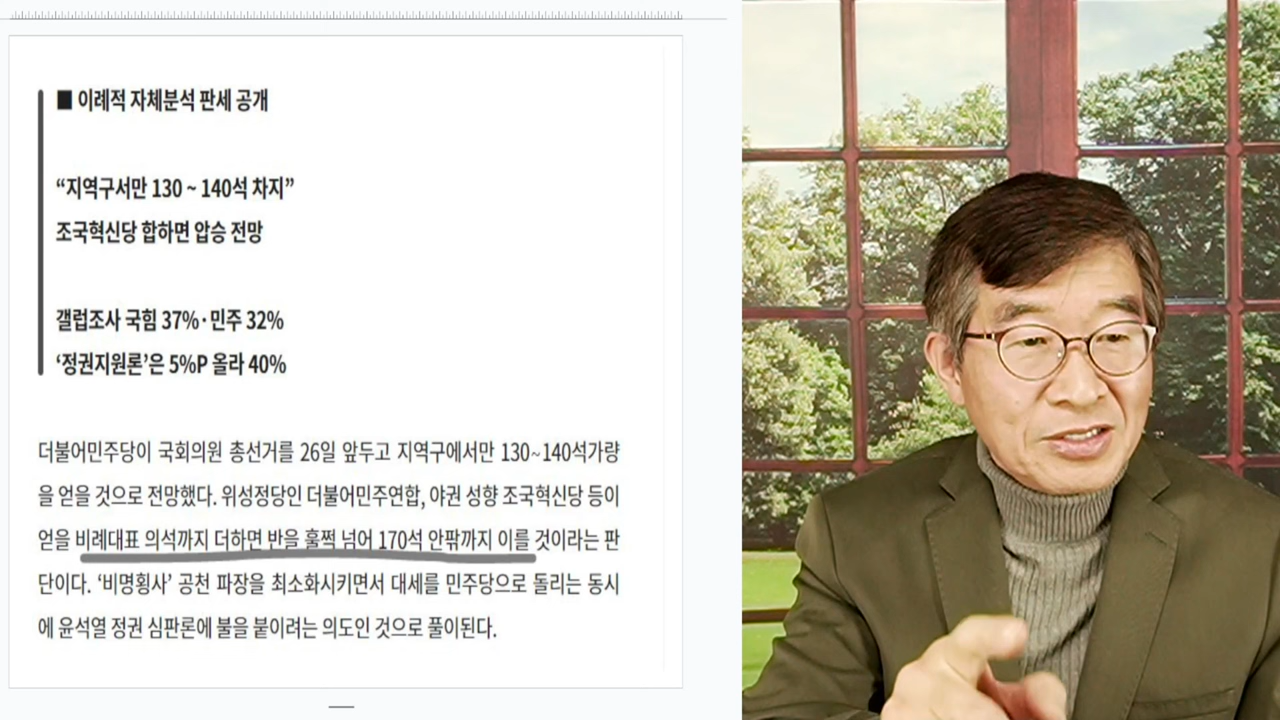 ■ 이례적 자체분석 판세 공개
“지역구서만 130 ~ 140석 차지”
조국혁신당 합하면 압승 전망
갤럽조사 국힘 37%·민주 32%
‘정권지원론’은 5%P 올라 40%
더불어민주당이 국회의원 총선거를 26일 앞두고 지역구에서만 130~140석가량
을 얻을 것으로 전망했다. 위성정당인 더불어민주연합, 야권 성향 조국혁신당 등이
얻을 비례대표 의석까지 더하면 반을 훌쩍 넘어 170석 안팎까지 이를 것이라는 판
단이다. ‘비명횡사’ 공천 파장을 최소화시키면서 대세를 민주당으로 돌리는 동시
에 윤석열 정권 심판론에 불을 붙이려는 의도인 것으로 풀이된다.